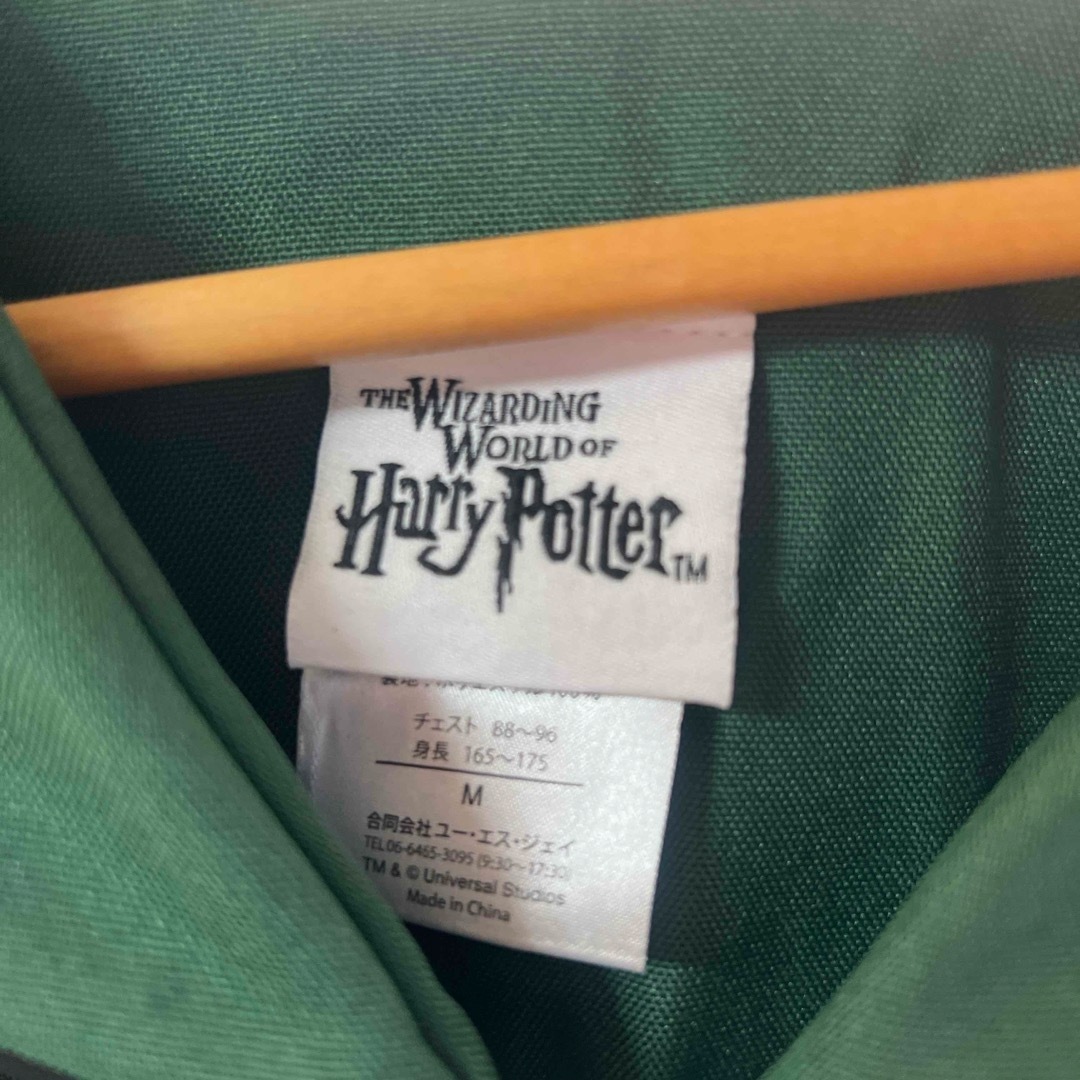 THE WIZARDING
WORLD OF
Harry Potter TM
チェスト 88〜96
身長 165〜175
M
合同会社ユー・エス・ジェイ
TEL06-6465-3095 (9:30〜17:30)
TM & © Universal Studios
Made in China